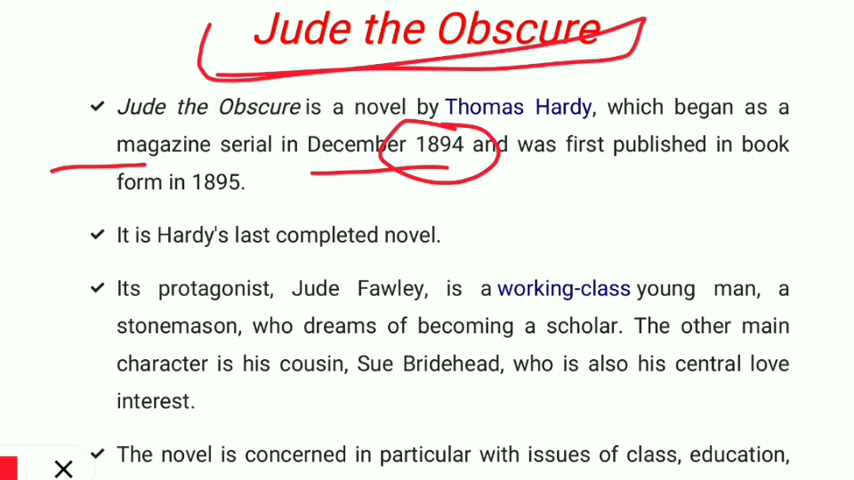 Jude the Obscure
✓ Jude the Obscure is a novel by Thomas Hardy, which began as a
magazine serial in December 1894 and was first published in book
form in 1895.
✓ It is Hardy's last completed novel.
✓ Its protagonist, Jude Fawley, is a working-class young man, a
stonemason, who dreams of becoming a scholar. The other main
character is his cousin, Sue Bridehead, who is also his central love
interest.
✓ The novel is concerned in particular with issues of class, education,